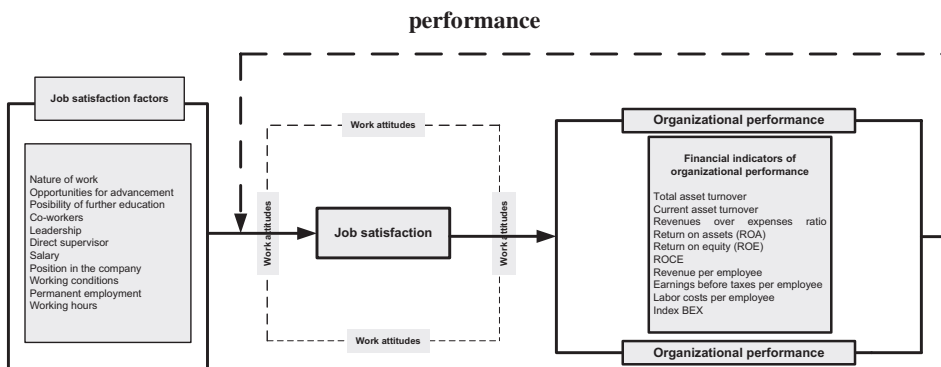 performance
Job satisfaction factors
Nature of work
Opportunities for advancement
Posibility of further education
Co-workers
Leadership
Direct supervisor
Salary
Position in the company
Working conditions
Permanent employment
Working hours
Work attitudes
Work attitudes
Job satisfaction
Work attitudes
Work attitudes
Organizational performance
Financial indicators of
organizational performance
Total asset turnover
Current asset turnover
Revenues over expenses ratio
Return on assets (ROA)
Return on equity (ROE)
ROCE
Revenue per employee
Earnings before taxes per employee
Labor costs per employee
Index BEX
Organizational performance